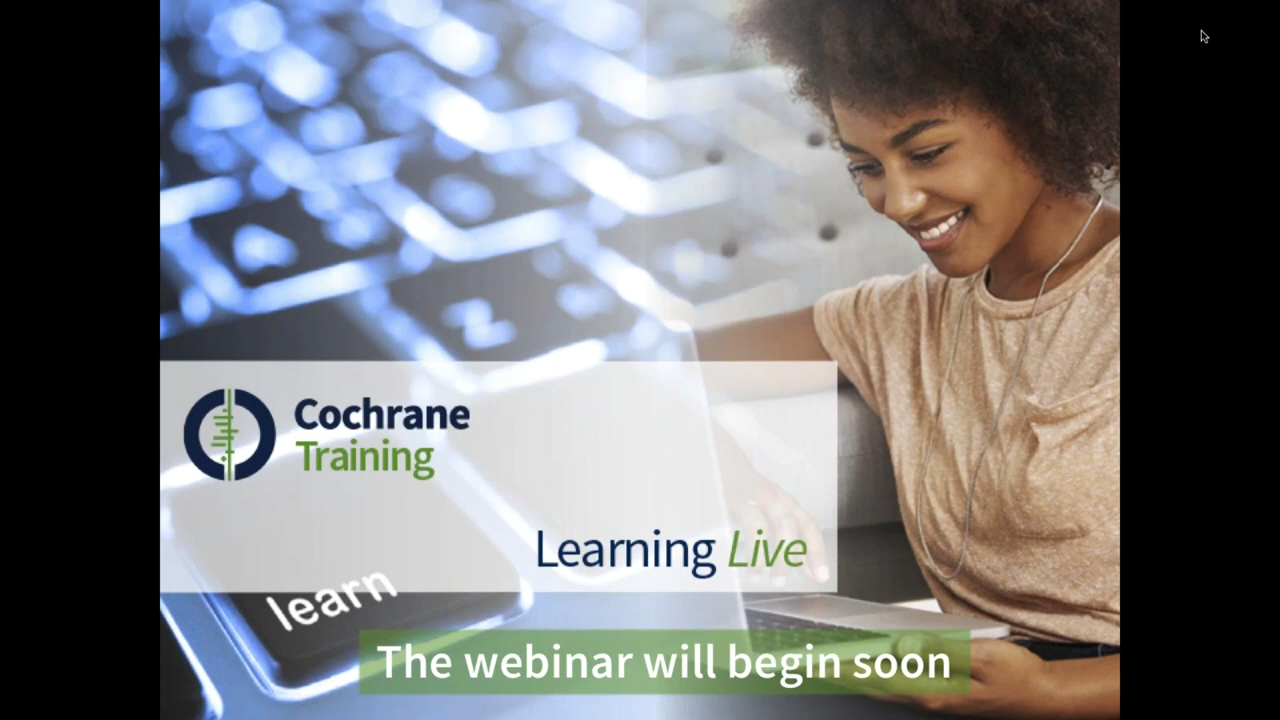 Cochrane
Training
Learning Live
learn
The webinar will begin soon